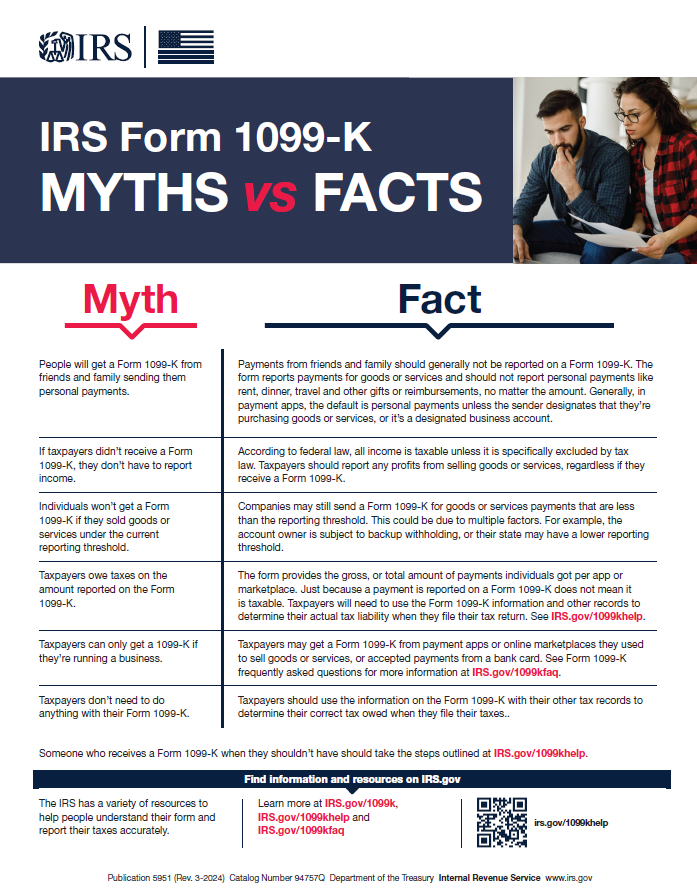 IRS
IRS Form 1099-K
MYTHS vs FACTS
Myth
Fact
People will get a Form 1099-K from
friends and family sending them
personal payments.
Payments from friends and family should generally not be reported on a Form 1099-K. The
form reports payments for goods or services and should not report personal payments like
rent, dinner, travel and other gifts or reimbursements, no matter the amount. Generally, in
payment apps, the default is personal payments unless the sender designates that they're
purchasing goods or services, or it's a designated business account.
If taxpayers didn't receive a Form
1099-K, they don't have to report
income.
According to federal law, all income is taxable unless it is specifically excluded by tax
law. Taxpayers should report any profits from selling goods or services, regardless if they
receive a Form 1099-K.
Individuals won't get a Form
1099-K if they sold goods or
services under the current
reporting threshold.
Companies may still send a Form 1099-K for goods or services payments that are less
than the reporting threshold. This could be due to multiple factors. For example, the
account owner is subject to backup withholding, or their state may have a lower reporting
threshold.
Taxpayers owe taxes on the
amount reported on the Form
1099-K.
The form provides the gross, or total amount of payments individuals got per app or
marketplace. Just because a payment is reported on a Form 1099-K does not mean it
is taxable. Taxpayers will need to use the Form 1099-K information and other records to
determine their actual tax liability when they file their tax return. See IRS.gov/1099khelp.
Taxpayers can only get a 1099-K if
they're running a business.
Taxpayers may get a Form 1099-K from payment apps or online marketplaces they used
to sell goods or services, or accepted payments from a bank card. See Form 1099-K
frequently asked questions for more information at IRS.gov/1099kfaq.
Taxpayers don't need to do
anything with their Form 1099-K.
Taxpayers should use the information on the Form 1099-K with their other tax records to
determine their correct tax owed when they file their taxes..
Someone who receives a Form 1099-K when they shouldn't have should take the steps outlined at IRS.gov/1099khelp.
Find information and resources on IRS.gov
The IRS has a variety of resources to
help people understand their form and
report their taxes accurately.
Learn more at IRS.gov/1099k,
IRS.gov/1099khelp and
IRS.gov/1099kfaq
irs.gov/1099khelp
Publication 5951 (Rev. 3-2024) Catalog Number 94757Q Department of the Treasury Internal Revenue Service www.irs.gov